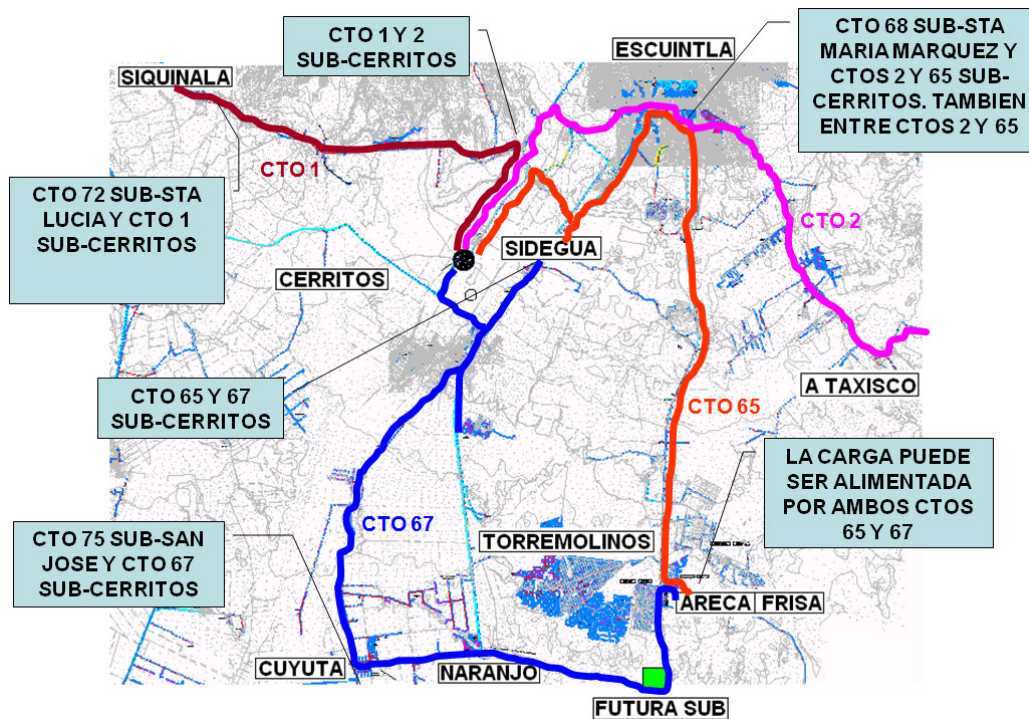 CTO 1 Y 2
SUB-CERRITOS
ESCUINTLA
CTO 68 SUB-STA
MARIA MARQUEZ Y
CTOS 2 Y 65 SUB-
CERRITOS. TAMBIEN
ENTRE CTOS 2 Y 65
SIQUINALA
CTO 1
CTO 72 SUB-STA
LUCIA Y CTO 1
SUB-CERRITOS
CTO 2
SIDEGUA
CERRITOS
A TAXISCO
CTO 65 Y 67
SUB-CERRITOS
CTO 65
LA CARGA PUEDE
SER ALIMENTADA
POR AMBOS CTOS
65 Y 67
CTO 67
CTO 75 SUB-SAN
JOSE Y CTO 67
SUB-CERRITOS
TORREMOLINOS
ARECA
FRISA
CUYUTA
NARANJO
FUTURA SUB